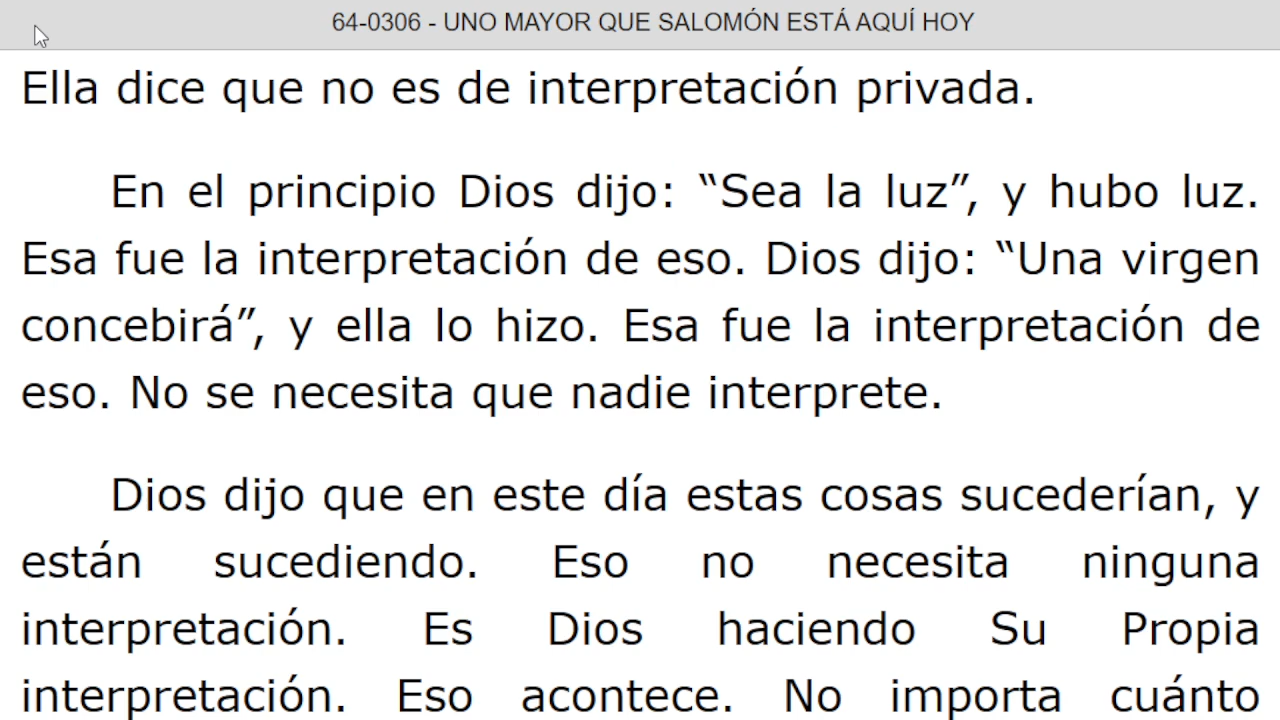 64-0306 - UNO MAYOR QUE SALOMÓN ESTÁ AQUÍ HOY
Ella dice que no es de interpretación privada.
En el principio Dios dijo: “Sea la luz”, y hubo luz.
Esa fue la interpretación de eso. Dios dijo: “Una virgen
concebirá”, y ella lo hizo. Esa fue la interpretación de
eso. No se necesita que nadie interprete.
Dios dijo que en este día estas cosas sucederían, y
están sucediendo. Eso no necesita ninguna
interpretación. Es Dios haciendo Su Propia
interpretación. Eso acontece. No importa cuánto